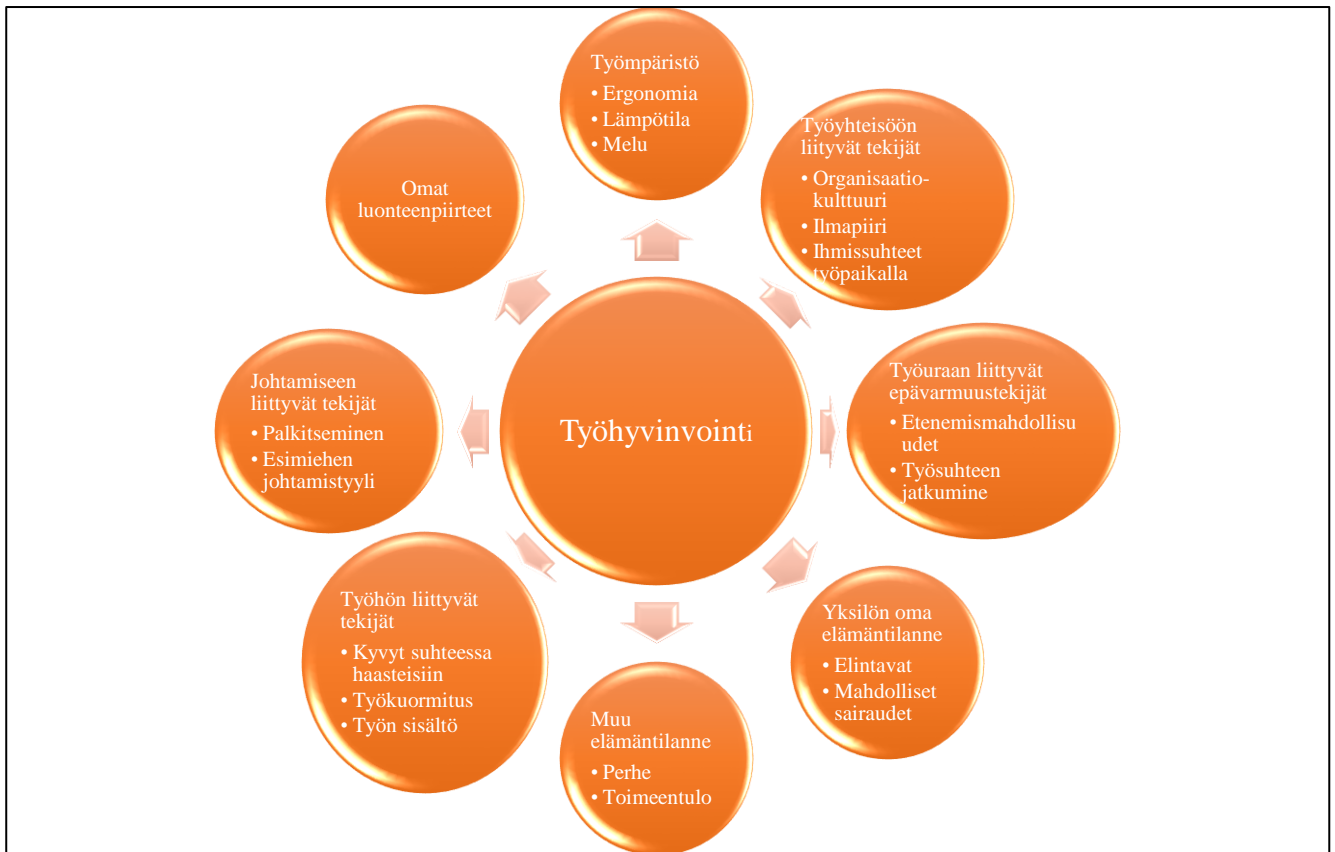 Työmpäristö
• Ergonomia
• Lämpötila
• Melu
Työyhteisöön
liityvät tekijät
• Organisaatio-
kulttuuri
• Ilmapiiri
• Ihmissuhteet
työpaikalla
Työuraan liittyvät
epävarmuustekijät
• Etenemismahdollisu
udet
• Työsuhteen
jatkumine
Yksilön oma
elämäntilanne
• Elintavat
• Mahdolliset
sairaudet
Muu
elämäntilanne
• Perhe
• Toimeentulo
Työhön liittyvät
tekijät
• Kyvyt suhteessa
haasteisiin
• Työkuormitus
• Työn sisältö
Johtamiseen
liittyvät tekijät
• Palkitseminen
• Esimiehen
johtamistyyli
Omat
luonteenpiirteet
Työhyvinvointi